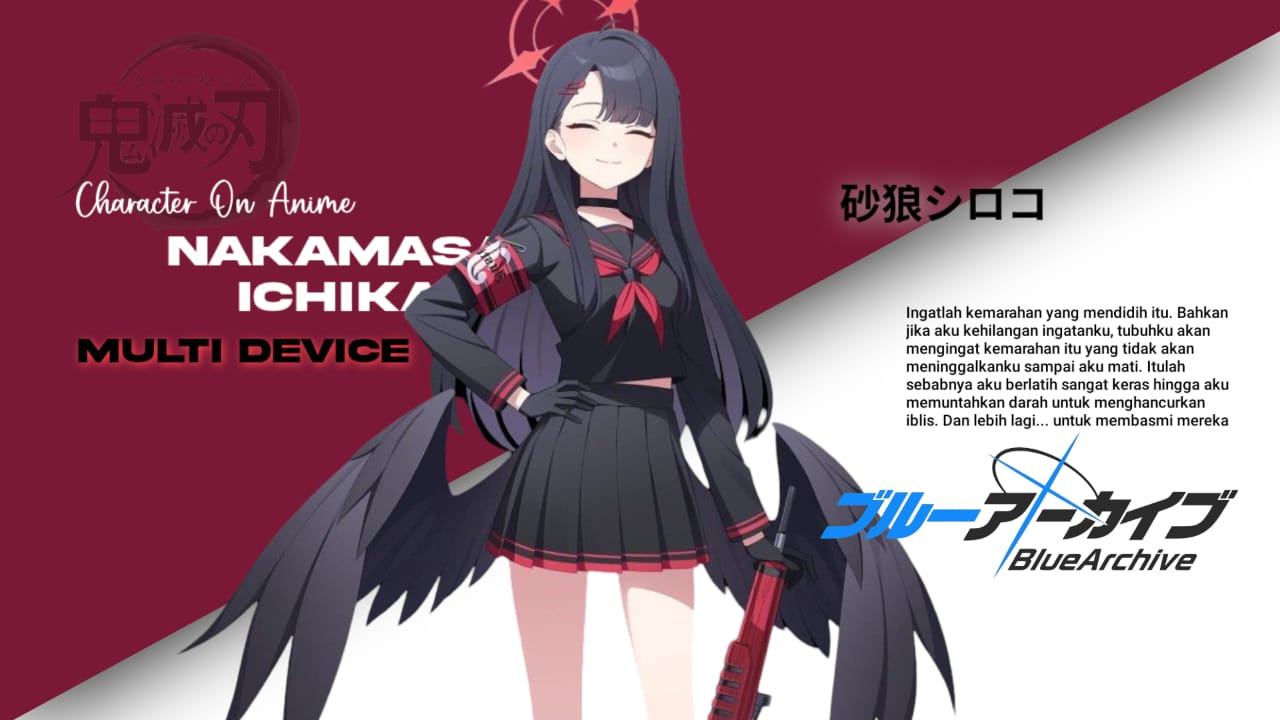 鬼滅の刃
Character On Anime
NAKAMAS
ICHIKA
MULTI DEVICE
砂狼シロコ
Ingatlah kemarahan yang mendidih itu. Bahkan
jika aku kehilangan ingatanku, tubuhku akan
mengingat kemarahan itu yang tidak akan
meninggalkanku sampai aku mati. Itulah
sebabnya aku berlatih sangat keras hingga aku
memuntahkan darah untuk menghancurkan
iblis. Dan lebih lagi... untuk membasmi mereka
ブルーアーカイブ
BlueArchive